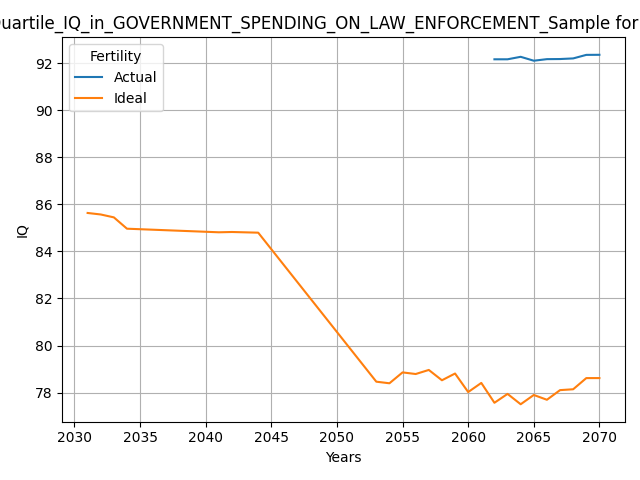 uartile_IQ_in_GOVERNMENT_SPENDING_ON_LAW_ENFORCEMENT_Sample for
Fertility
Actual
Ideal
92
90
88
86
84
82
80
78
IQ
2030 2035 2040 2045 2050 2055 2060 2065 2070
Years